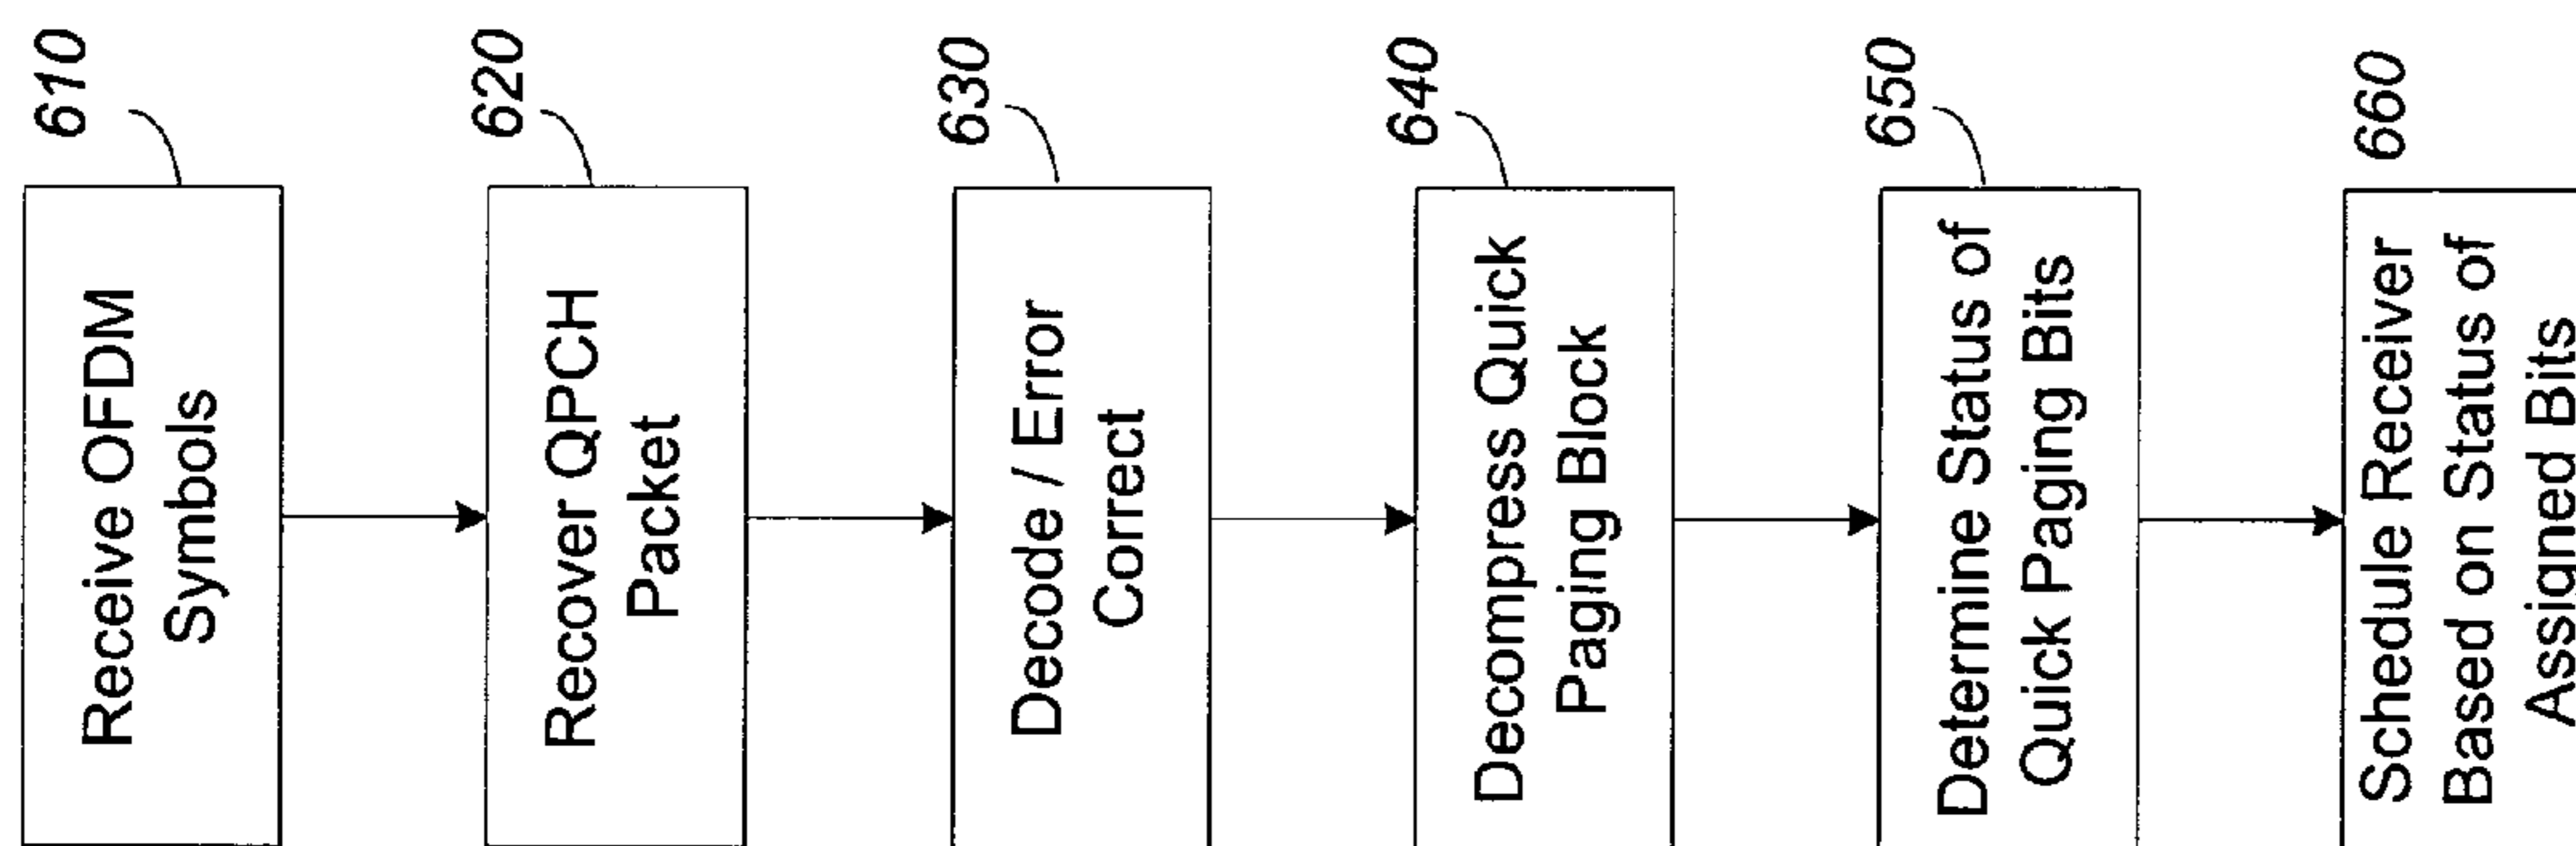 610
Receive OFDM
Symbols
620
Recover QPCH
Packet
630
Decode / Error
Correct
640
Decompress Quick
Paging Block
650
Determine Status of
Quick Paging Bits
660
Schedule Receiver
Based on Status of
Assigned Bits